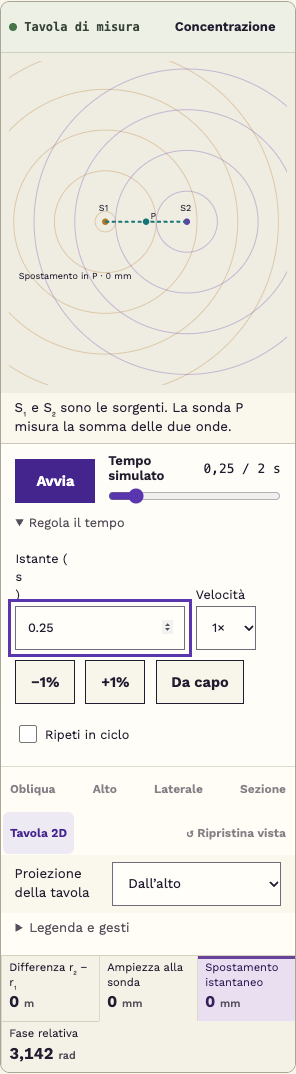 Tavola di misura
Concentrazione
S1
S2
P
Spostamento in P · 0 mm
S₁ e S₂ sono le sorgenti. La sonda P
misura la somma delle due onde.
Avvia
Tempo
simulato
0,25 / 2 s
▼ Regola il tempo
Istante (
s
)
Velocità
0.25
1×
−1%
+1%
Da capo
Ripeti in ciclo
Obliqua
Alto
Laterale
Sezione
Tavola 2D
↺ Ripristina vista
Proiezione
della tavola
Dall’alto
▶ Legenda e gesti
Differenza r₂ −
r₁
0 m
Ampiezza alla
sonda
0 mm
Spostamento
istantaneo
0 mm
Fase relativa
3,142 rad